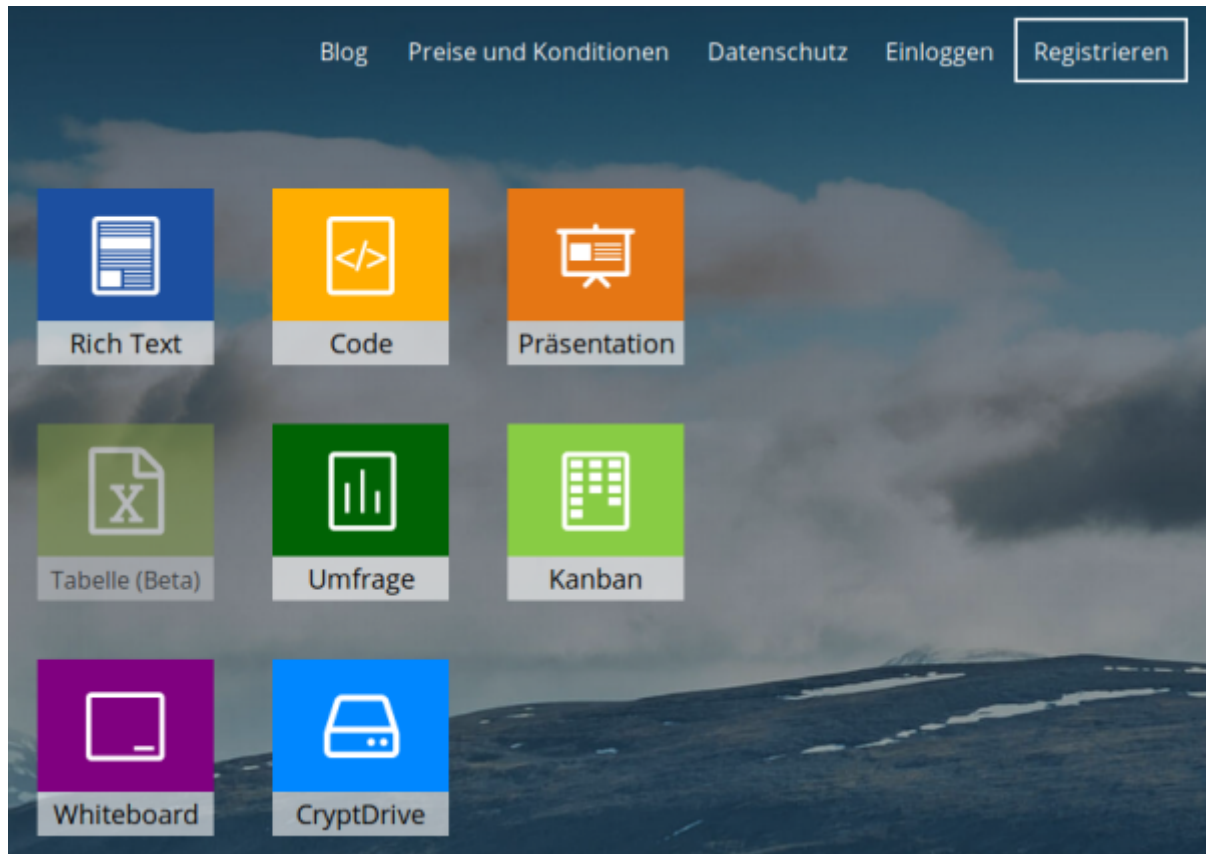 Blog Preise und Konditionen Datenschutz Einloggen Registrieren
</>
Rich Text Code Präsentation
X
Tabelle (Beta) Umfrage Kanban
Whiteboard CryptDrive